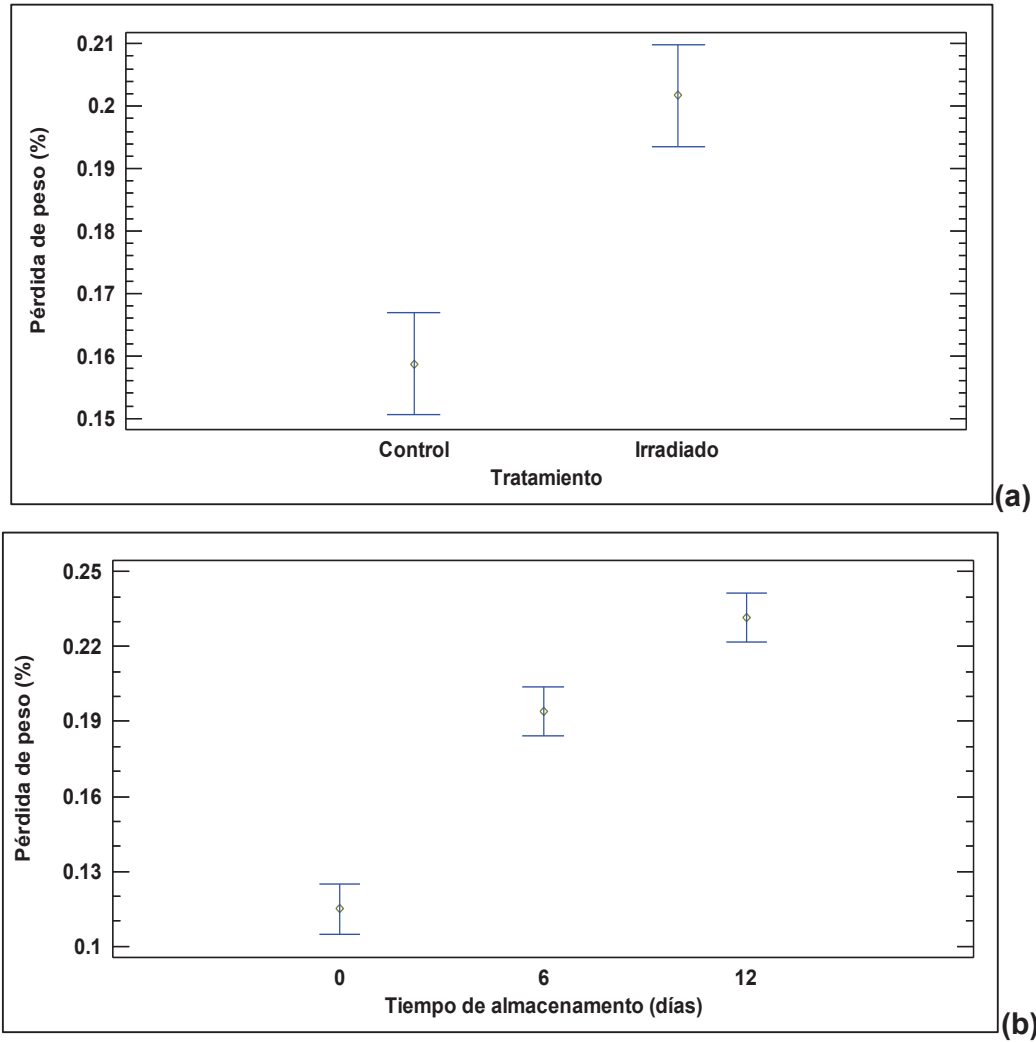 0.21
0.2
0.19
0.18
0.17
0.16
0.15
Pérdida de peso (%)
Control Irradiado
Tratamiento
(a)
0.25
0.22
0.19
0.16
0.13
0.1
Pérdida de peso (%)
0 6 12
Tiempo de almacenamento (días)
(b)